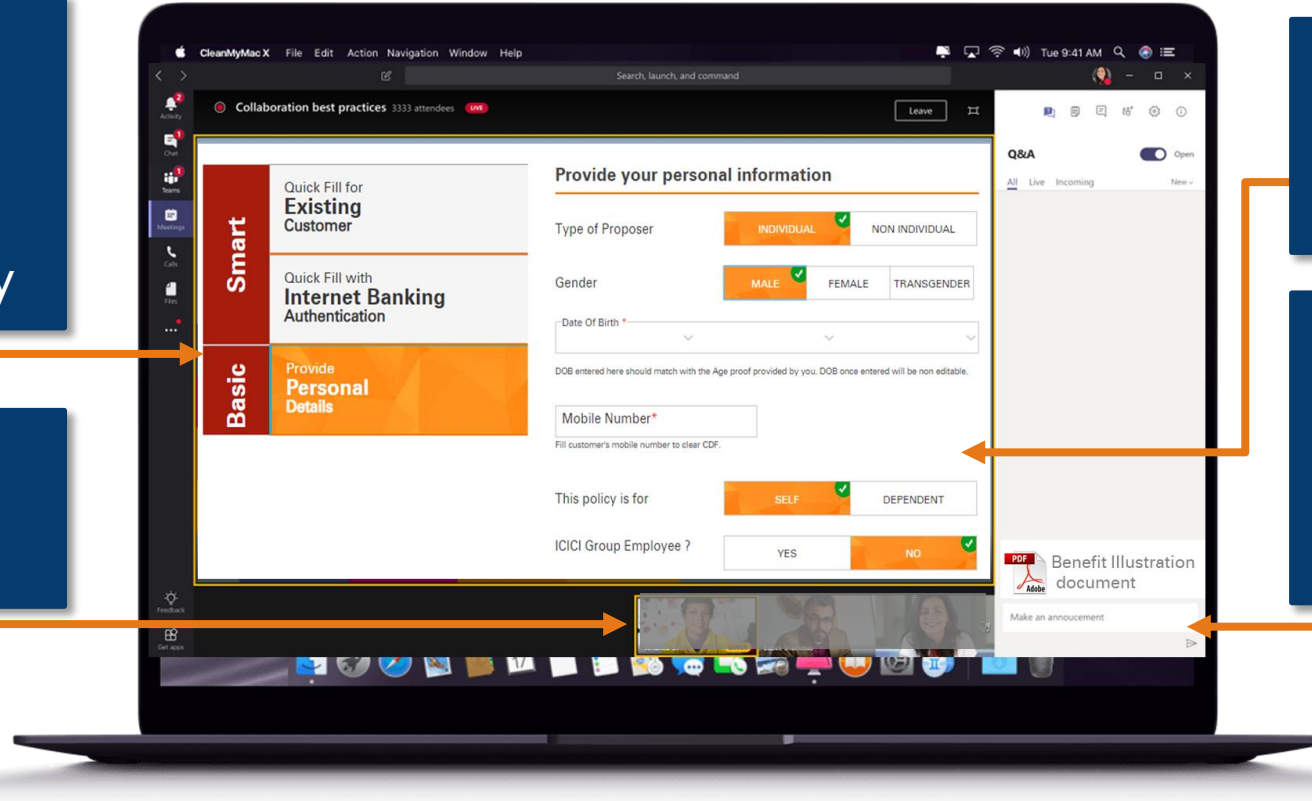 y
CleanMyMac X File Edit Action Navigation Window Help
Tue 9:41 AM
Search, launch, and command
Collaboration best practices 3333 attendees LIVE
Leave
2
Activity
1
Chat
1
Teams
Meetings
Calls
Files
Feedback
Get apps
Smart
Quick Fill for
Existing
Customer
Quick Fill with
Internet Banking
Authentication
Basic
Provide
Personal
Details
Provide your personal information
Type of Proposer INDIVIDUAL NON INDIVIDUAL
Gender MALE FEMALE TRANSGENDER
Date Of Birth *
DOB entered here should match with the Age proof provided by you. DOB once entered will be non editable.
Mobile Number*
Fill customer's mobile number to clear CDF.
This policy is for SELF DEPENDENT
ICICI Group Employee ? YES NO
Q&A Open
All Live Incoming New
PDF
Adobe
Benefit Illustration
document
Make an annoucement
17